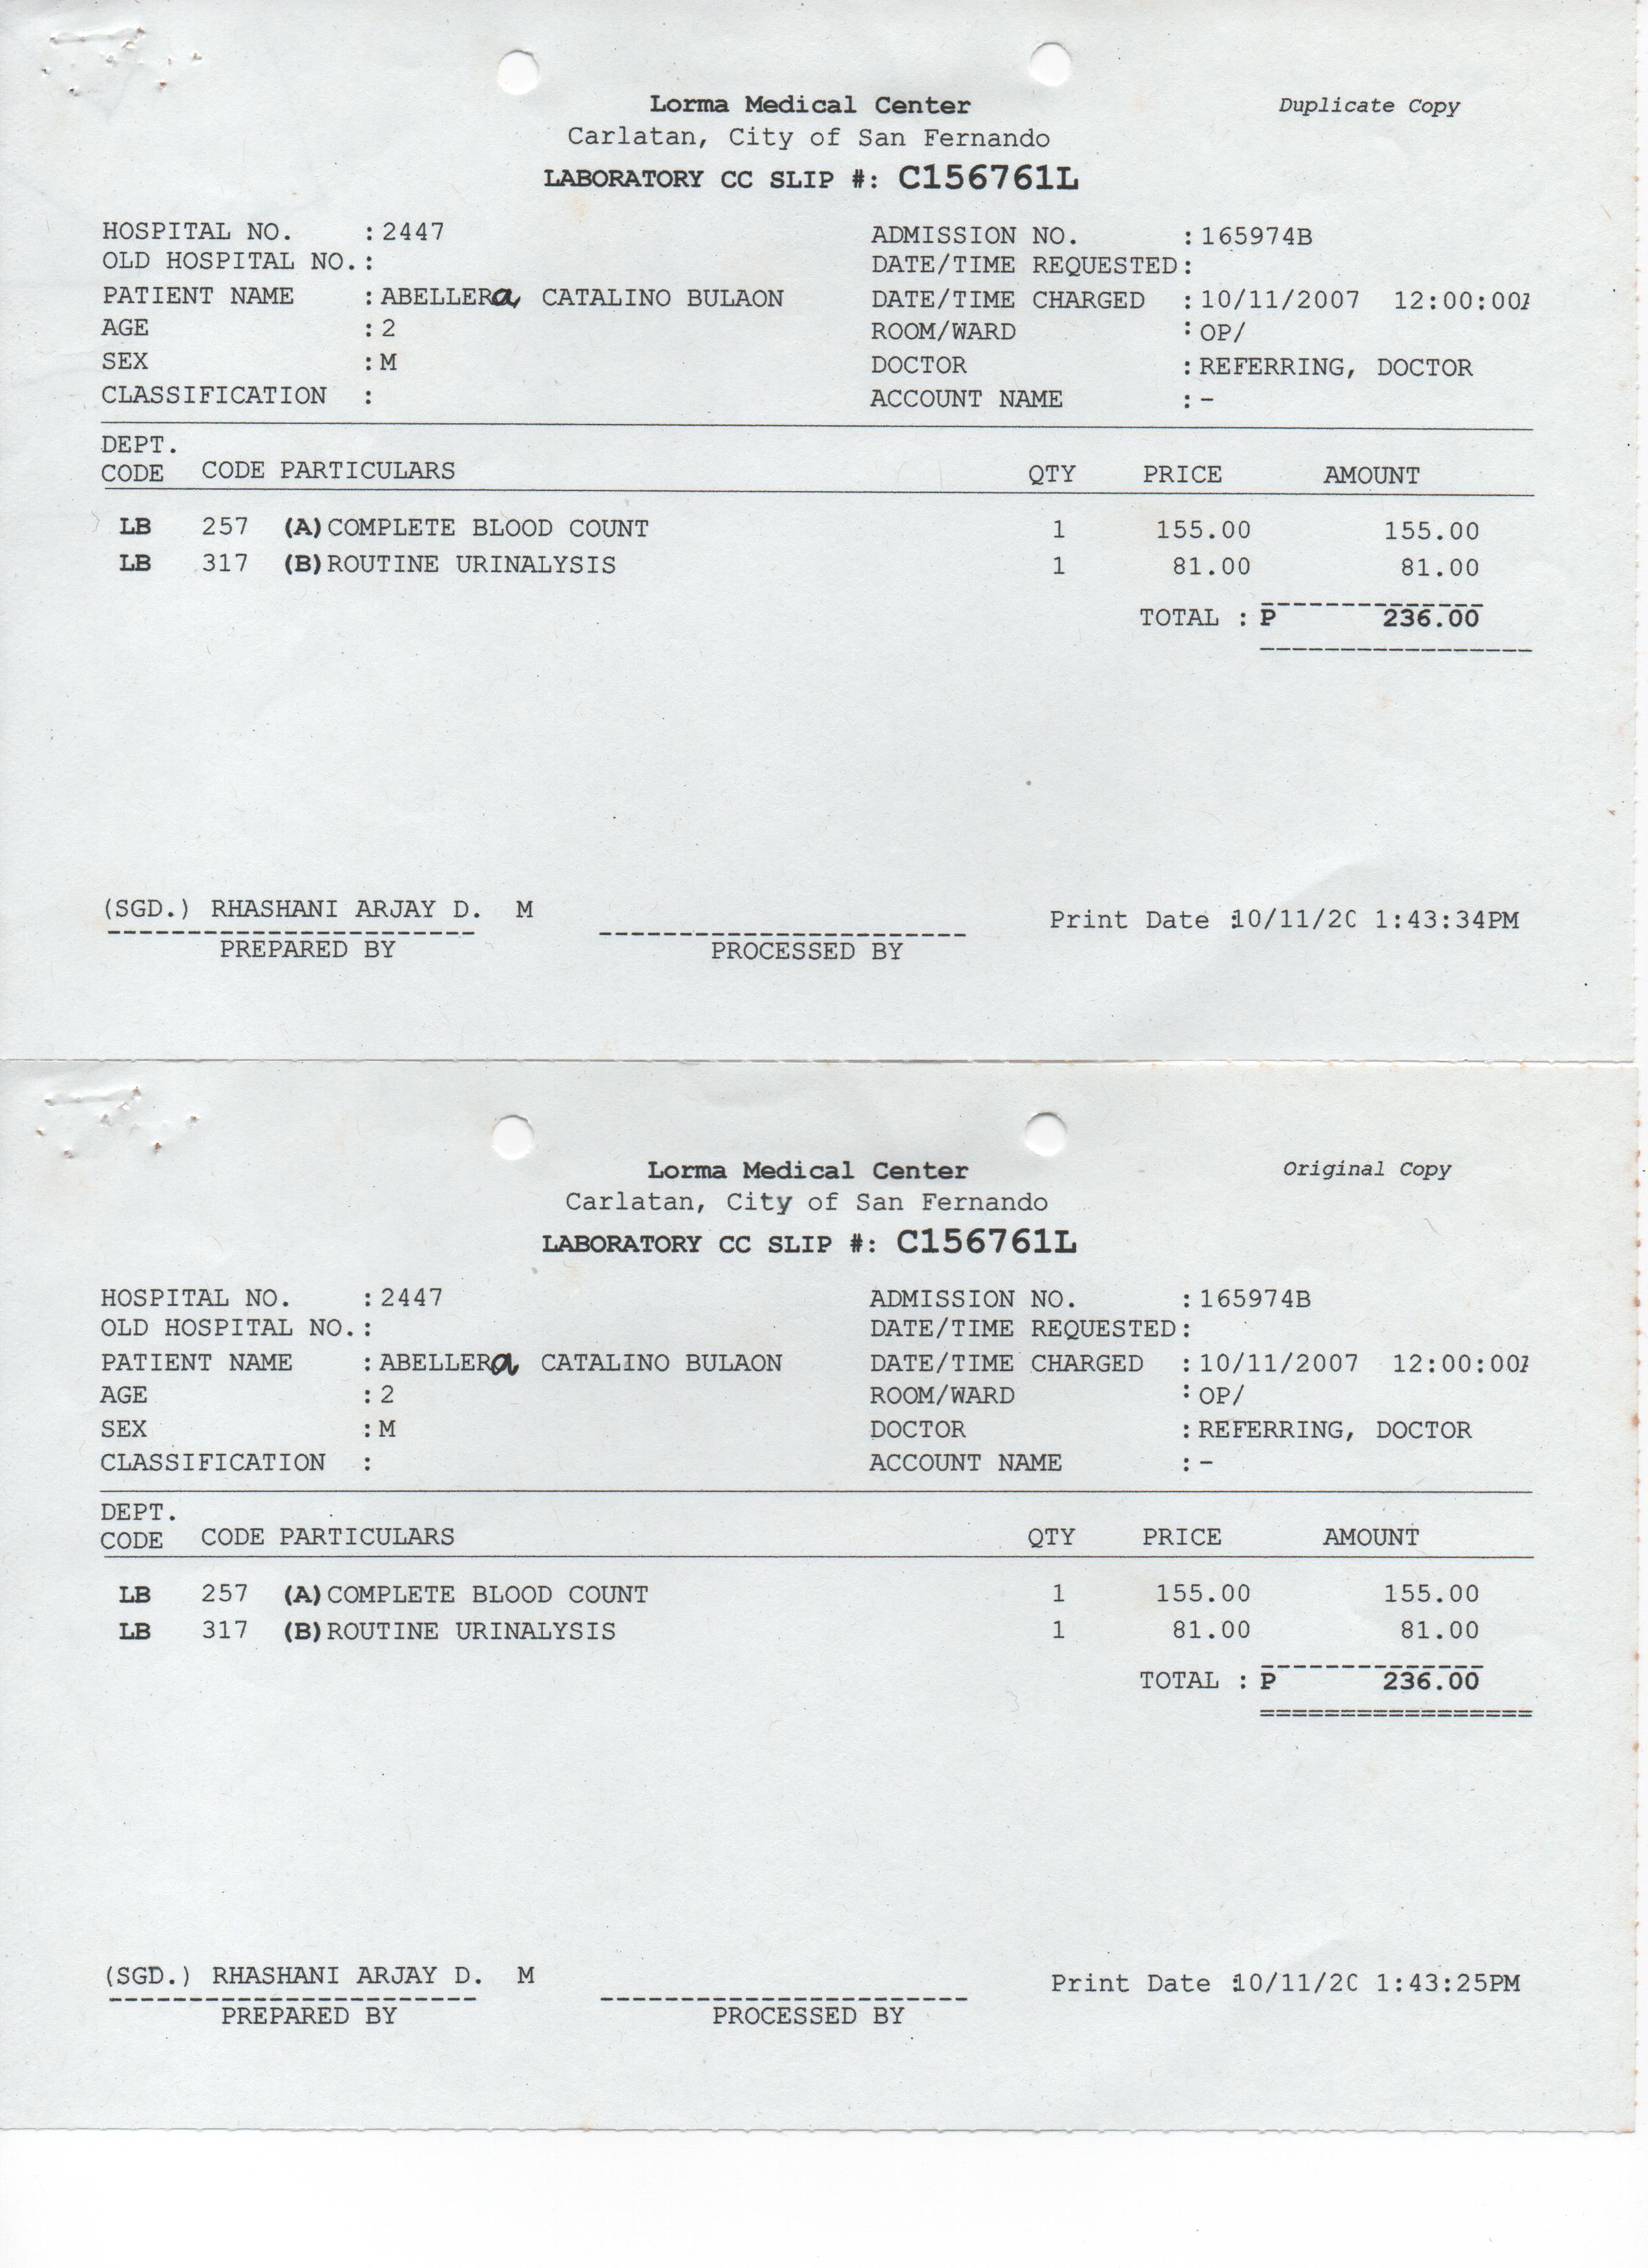 Lorma Medical Center Duplicate Copy
Carlatan, City of San Fernando
LABORATORY CC SLIP #: C156761L
HOSPITAL NO. :2447 ADMISSION NO. :165974B
OLD HOSPITAL NO.: DATE/TIME REQUESTED:
PATIENT NAME :ABELLERa, CATALINO BULAON DATE/TIME CHARGED :10/11/2007 12:00:00
AGE :2 ROOM/WARD :OP/
SEX :M DOCTOR :REFERRING, DOCTOR
CLASSIFICATION : ACCOUNT NAME :-
DEPT.
CODE CODE PARTICULARS QTY PRICE AMOUNT
LB 257 (A)COMPLETE BLOOD COUNT 1 155.00 155.00
LB 317 (B)ROUTINE URINALYSIS 1 81.00 81.00
TOTAL : P 236.00
(SGD.) RHASHANI ARJAY D. M Print Date :10/11/20 1:43:34PM
PREPARED BY PROCESSED BY
Lorma Medical Center Original Copy
Carlatan, City of San Fernando
LABORATORY CC SLIP #: C156761L
HOSPITAL NO. :2447 ADMISSION NO. :165974B
OLD HOSPITAL NO.: DATE/TIME REQUESTED:
PATIENT NAME :ABELLERa, CATALINO BULAON DATE/TIME CHARGED :10/11/2007 12:00:00
AGE :2 ROOM/WARD :OP/
SEX :M DOCTOR :REFERRING, DOCTOR
CLASSIFICATION : ACCOUNT NAME :-
DEPT.
CODE CODE PARTICULARS QTY PRICE AMOUNT
LB 257 (A)COMPLETE BLOOD COUNT 1 155.00 155.00
LB 317 (B)ROUTINE URINALYSIS 1 81.00 81.00
TOTAL : P 236.00
(SGD.) RHASHANI ARJAY D. M Print Date :10/11/20 1:43:25PM
PREPARED BY PROCESSED BY